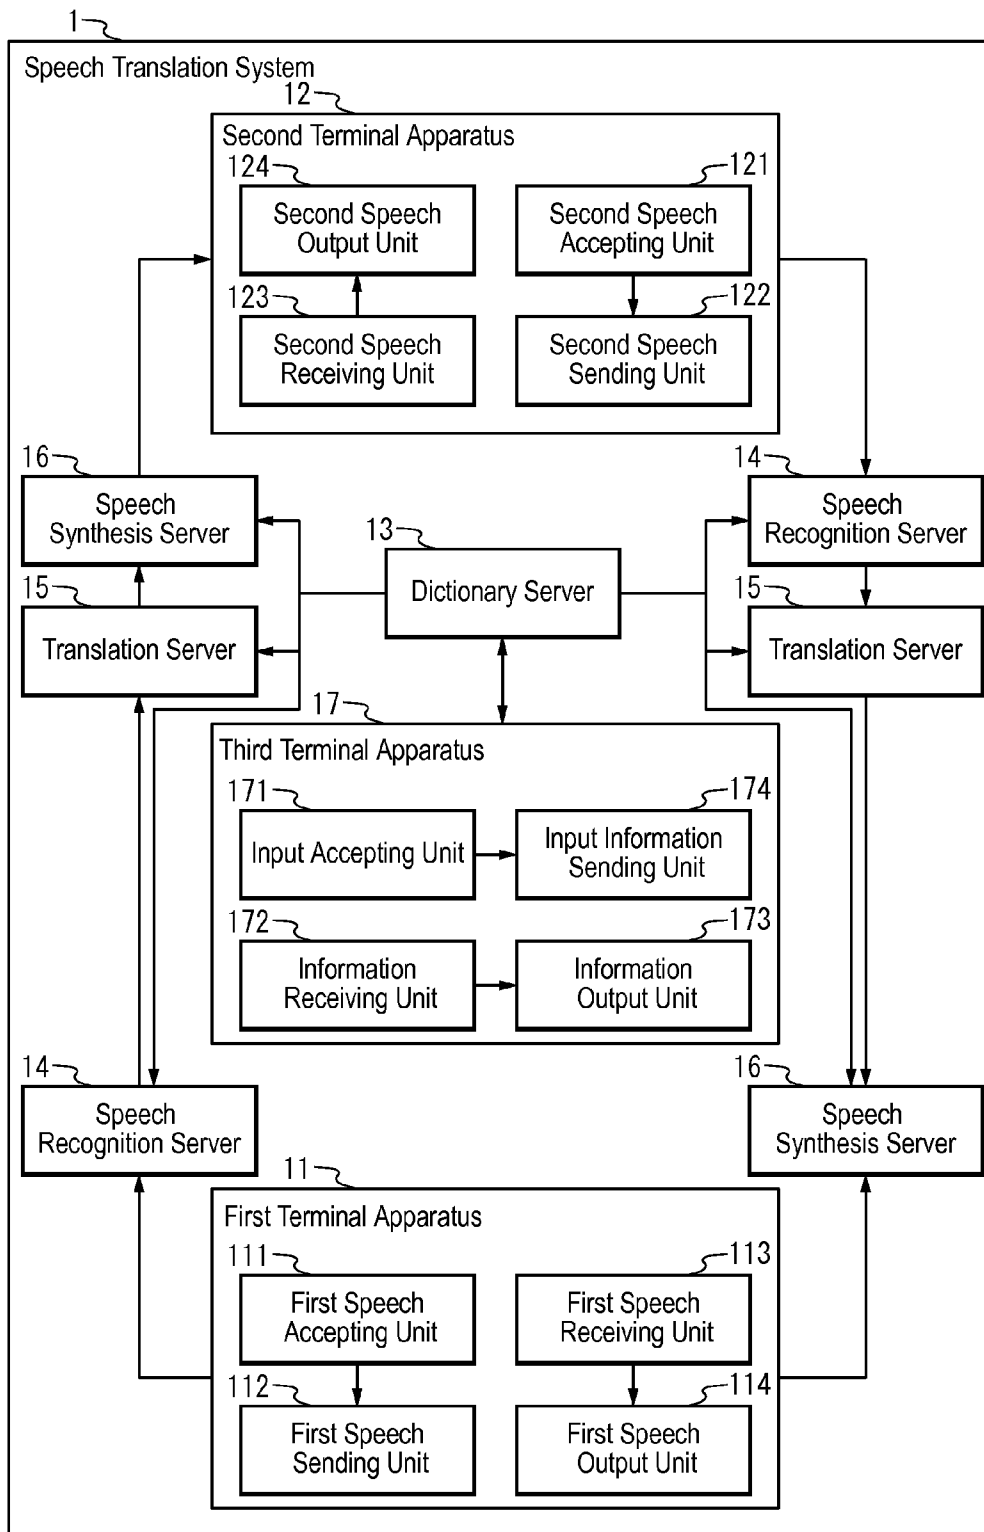 1
Speech Translation System
12
Second Terminal Apparatus
124
Second Speech
Output Unit
121
Second Speech
Accepting Unit
123
Second Speech
Receiving Unit
122
Second Speech
Sending Unit
16
Speech
Synthesis Server
14
Speech
Recognition Server
13
Dictionary Server
15
Translation Server
15
Translation Server
17
Third Terminal Apparatus
171
Input Accepting Unit
174
Input Information
Sending Unit
172
Information
Receiving Unit
173
Information
Output Unit
14
Speech
Recognition Server
16
Speech
Synthesis Server
11
First Terminal Apparatus
111
First Speech
Accepting Unit
113
First Speech
Receiving Unit
112
First Speech
Sending Unit
114
First Speech
Output Unit